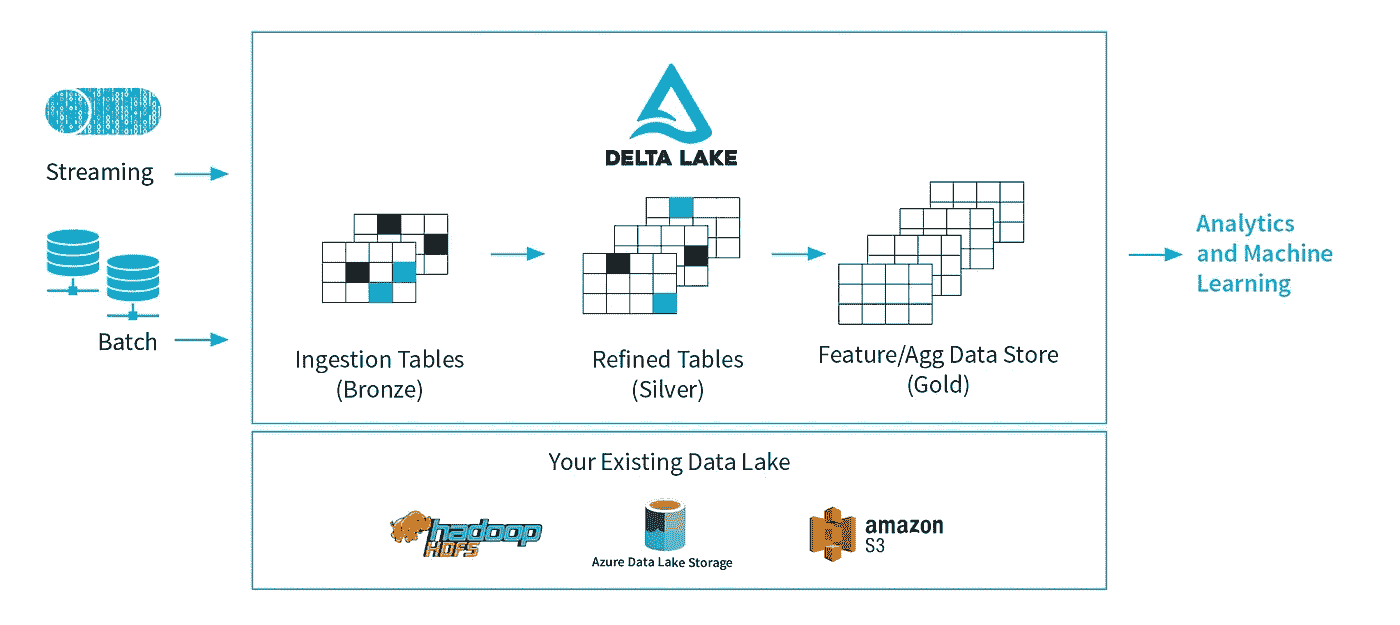 DELTA LAKE
Streaming
Batch
Ingestion Tables
(Bronze)
Refined Tables
(Silver)
Feature/Agg Data Store
(Gold)
Analytics
and Machine
Learning
Your Existing Data Lake
hadoop
HDFS
Azure Data Lake Storage
amazon
S3